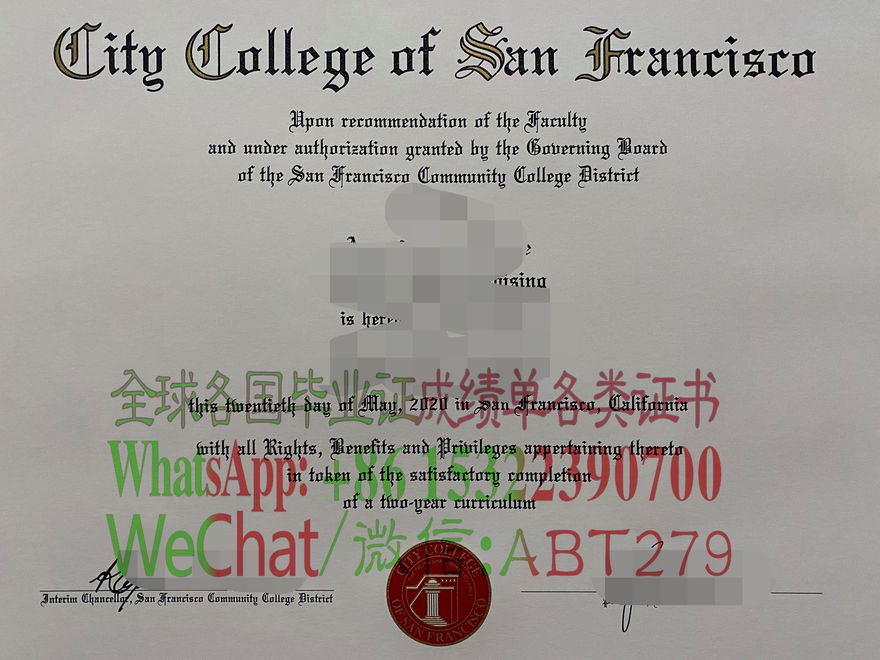 City College of San Francisco
Upon recommendation of the Faculty
and under authorization granted by the Governing Board
of the San Francisco Community College District
is
全球各国毕业证成绩单各类证书
this twentieth day of May, 2020 in San Francisco, California
with all Rights, Benefits and Privileges appertaining thereto
WhatsApp: +86 15322390700
in token of the satisfactory completion
of a two-year curriculum
WeChat/微信:ABT279
CITY COLLEGE
OF SAN FRANCISCO
Interim Chancellor, San Francisco Community College District